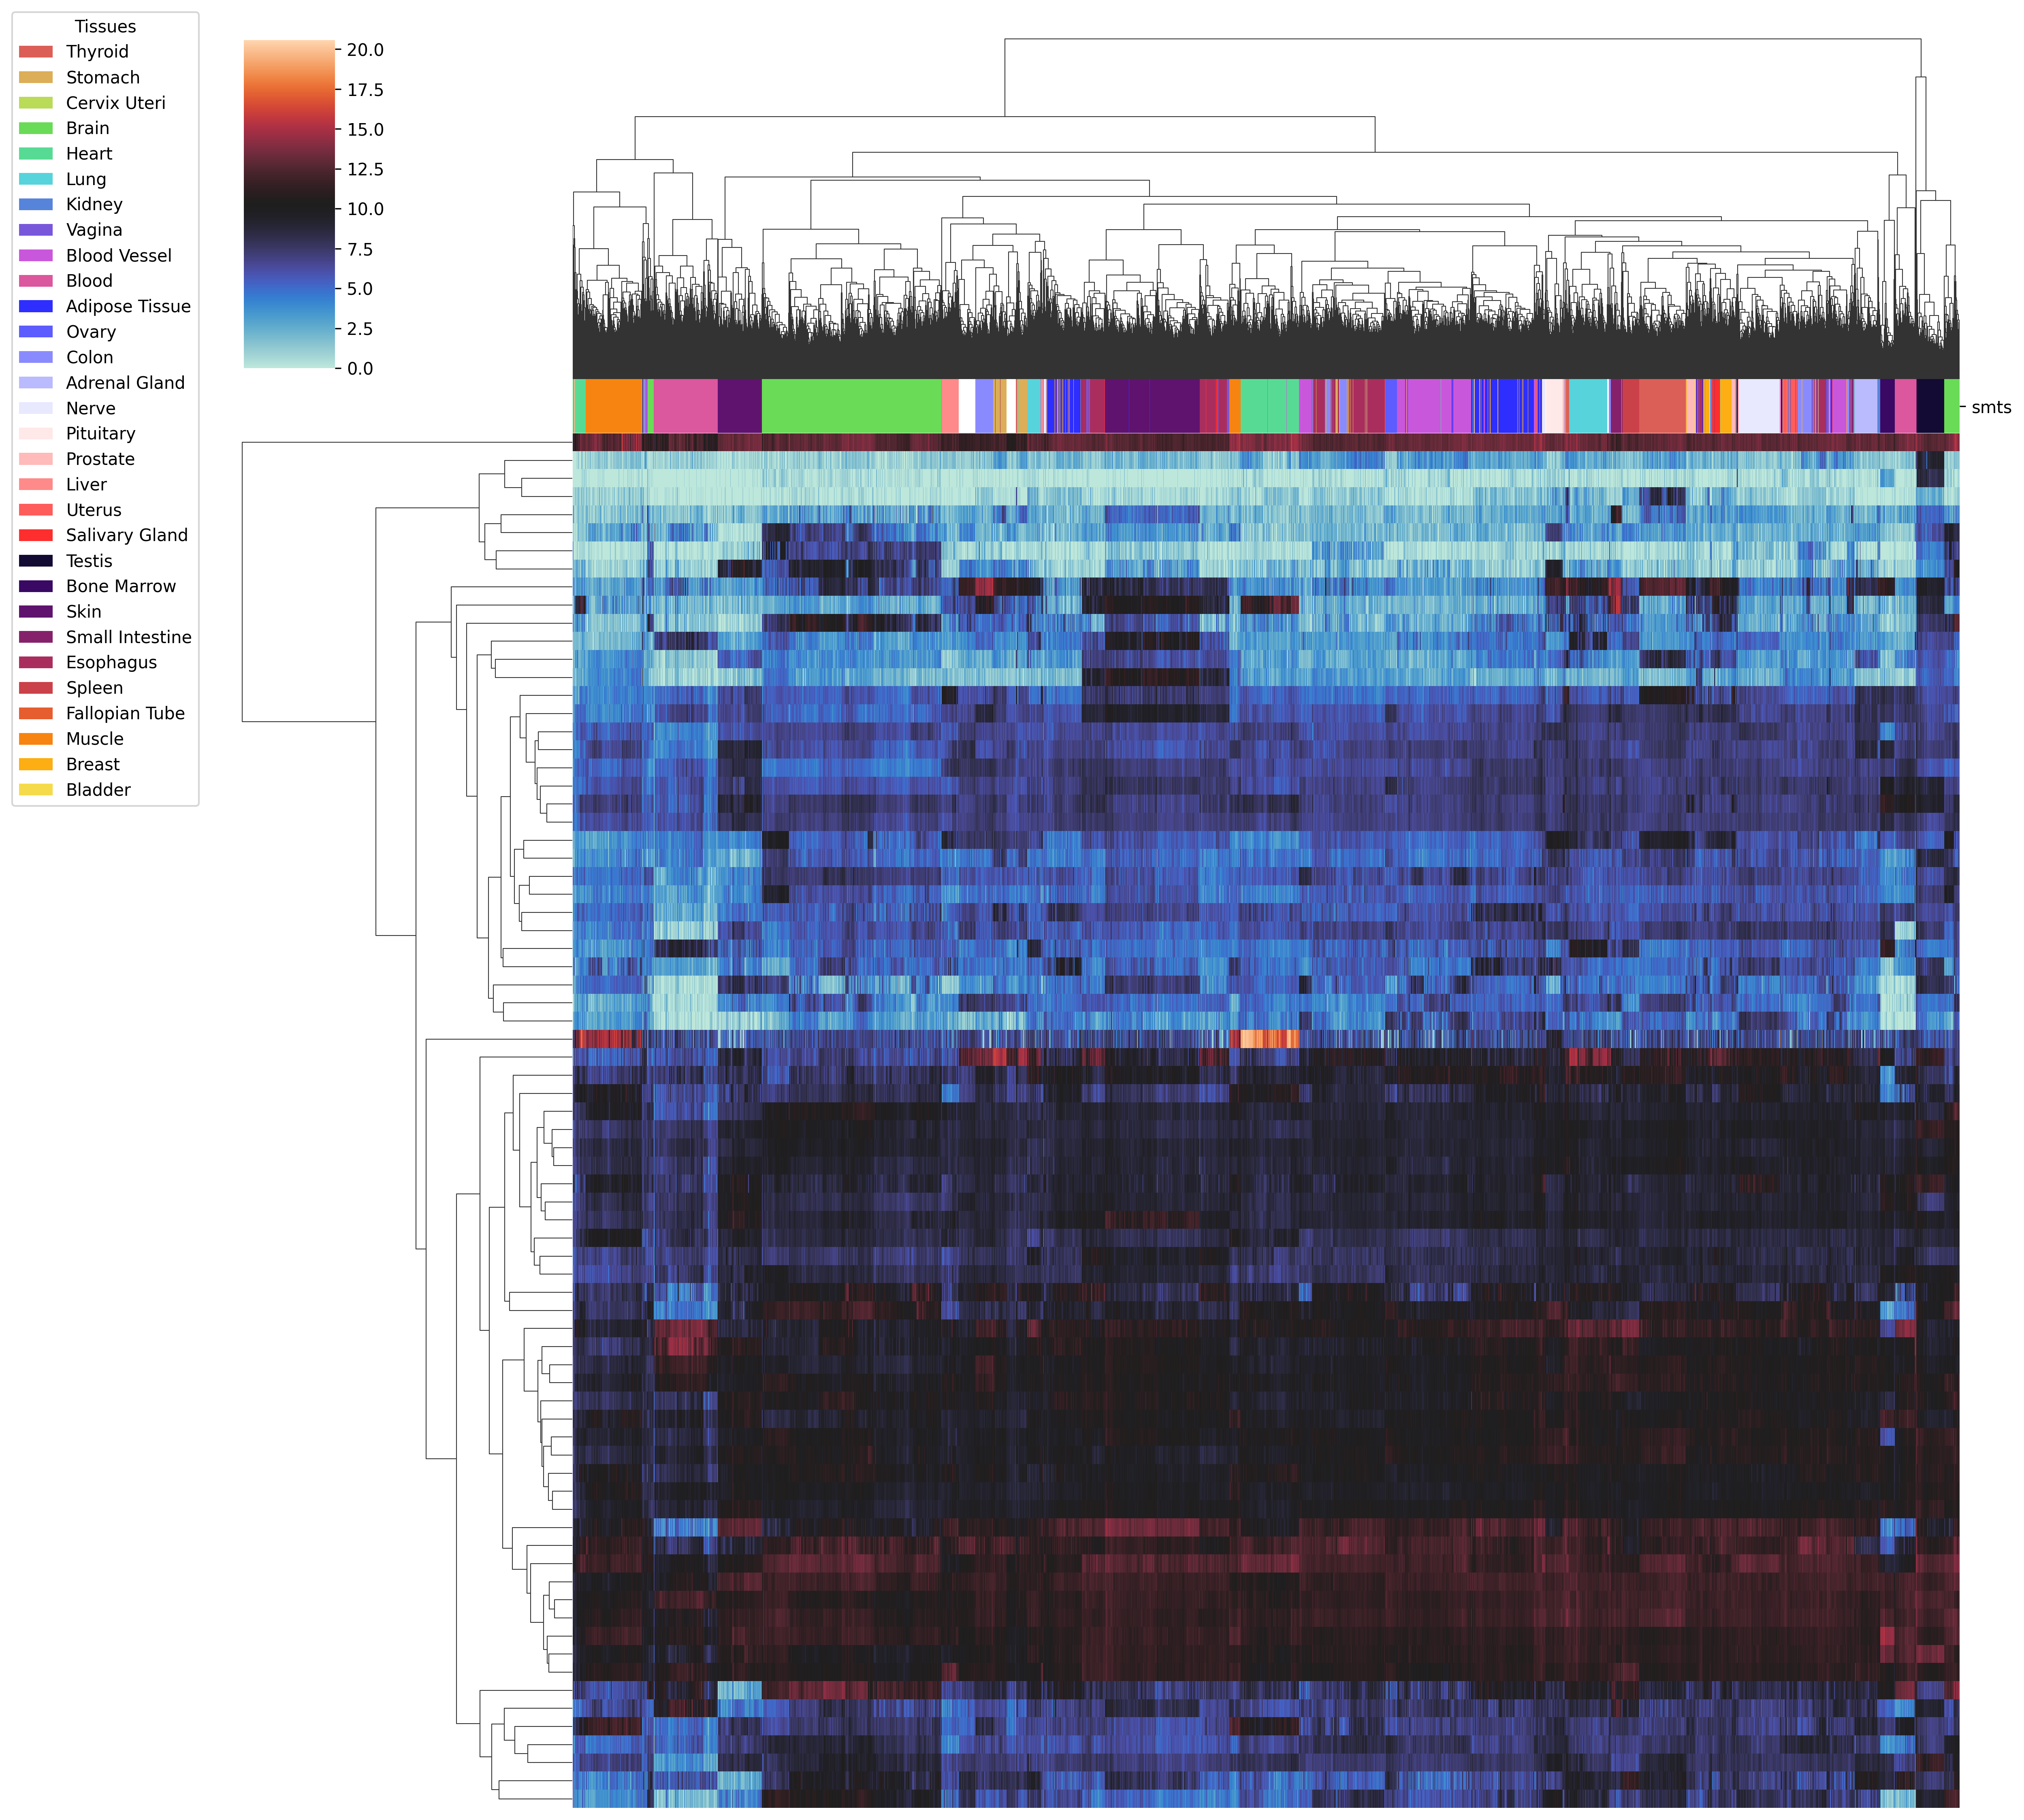 Tissues
Thyroid
Stomach
Cervix Uteri
Brain
Heart
Lung
Kidney
Vagina
Blood Vessel
Blood
Adipose Tissue
Ovary
Colon
Adrenal Gland
Nerve
Pituitary
Prostate
Liver
Uterus
Salivary Gland
Testis
Bone Marrow
Skin
Small Intestine
Esophagus
Spleen
Fallopian Tube
Muscle
Breast
Bladder
20.0
17.5
15.0
12.5
10.0
7.5
5.0
2.5
0.0
smts